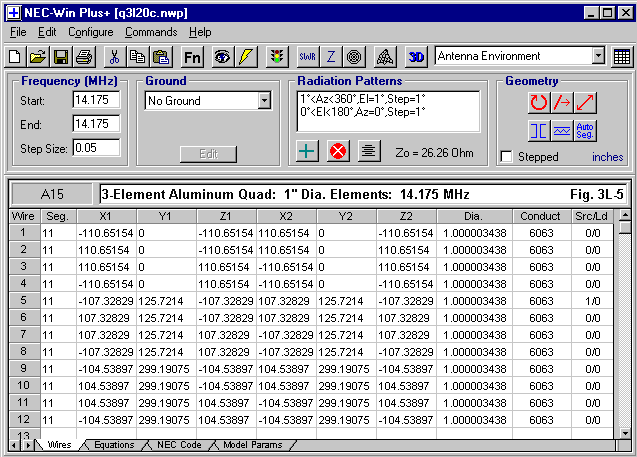 NEC-Win Plus+ [q3l20c.nwp]
File Edit Configure Commands Help
Fn SWR Z 3D Antenna Environment
Frequency (MHz) Ground Radiation Patterns Geometry
Start: 14.175 No Ground 1°<Az<360°,El=1°,Step=1°
End: 14.175 0°<El<180°,Az=0°,Step=1°
Step Size: 0.05 Edit Zo = 26.26 Ohm Auto Seg. Stepped inches
A15 3-Element Aluminum Quad: 1" Dia. Elements: 14.175 MHz Fig. 3L-5
Wire Seg. X1 Y1 Z1 X2 Y2 Z2 Dia. Conduct Src/Ld
1 11 -110.65154 0 -110.65154 110.65154 0 -110.65154 1.000003438 6063 0/0
2 11 110.65154 0 -110.65154 110.65154 0 110.65154 1.000003438 6063 0/0
3 11 110.65154 0 110.65154 -110.65154 0 110.65154 1.000003438 6063 0/0
4 11 -110.65154 0 110.65154 -110.65154 0 -110.65154 1.000003438 6063 0/0
5 11 -107.32829 125.7214 -107.32829 107.32829 125.7214 -107.32829 1.000003438 6063 1/0
6 11 107.32829 125.7214 -107.32829 107.32829 125.7214 107.32829 1.000003438 6063 0/0
7 11 107.32829 125.7214 107.32829 -107.32829 125.7214 107.32829 1.000003438 6063 0/0
8 11 -107.32829 125.7214 107.32829 -107.32829 125.7214 -107.32829 1.000003438 6063 0/0
9 11 -104.53897 299.19075 -104.53897 104.53897 299.19075 -104.53897 1.000003438 6063 0/0
10 11 104.53897 299.19075 -104.53897 104.53897 299.19075 104.53897 1.000003438 6063 0/0
11 11 104.53897 299.19075 104.53897 -104.53897 299.19075 104.53897 1.000003438 6063 0/0
12 11 -104.53897 299.19075 104.53897 -104.53897 299.19075 -104.53897 1.000003438 6063 0/0
13
Wires Equations NEC Code Model Params